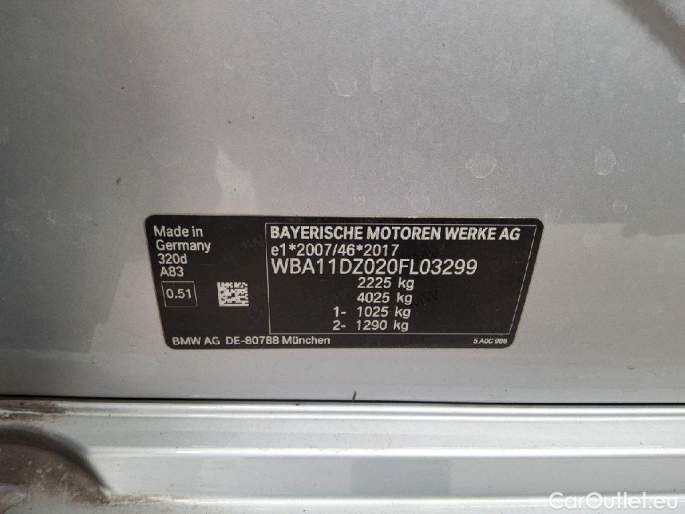 Made in
Germany
320d
A83
0.51
BAYERISCHE MOTOREN WERKE AG
e1*2007/46*2017
WBA11DZ020FL03299
2225 kg
4025 kg
1- 1025 kg
2- 1290 kg
BMW AG DE-80788 München
CarOutlet.eu